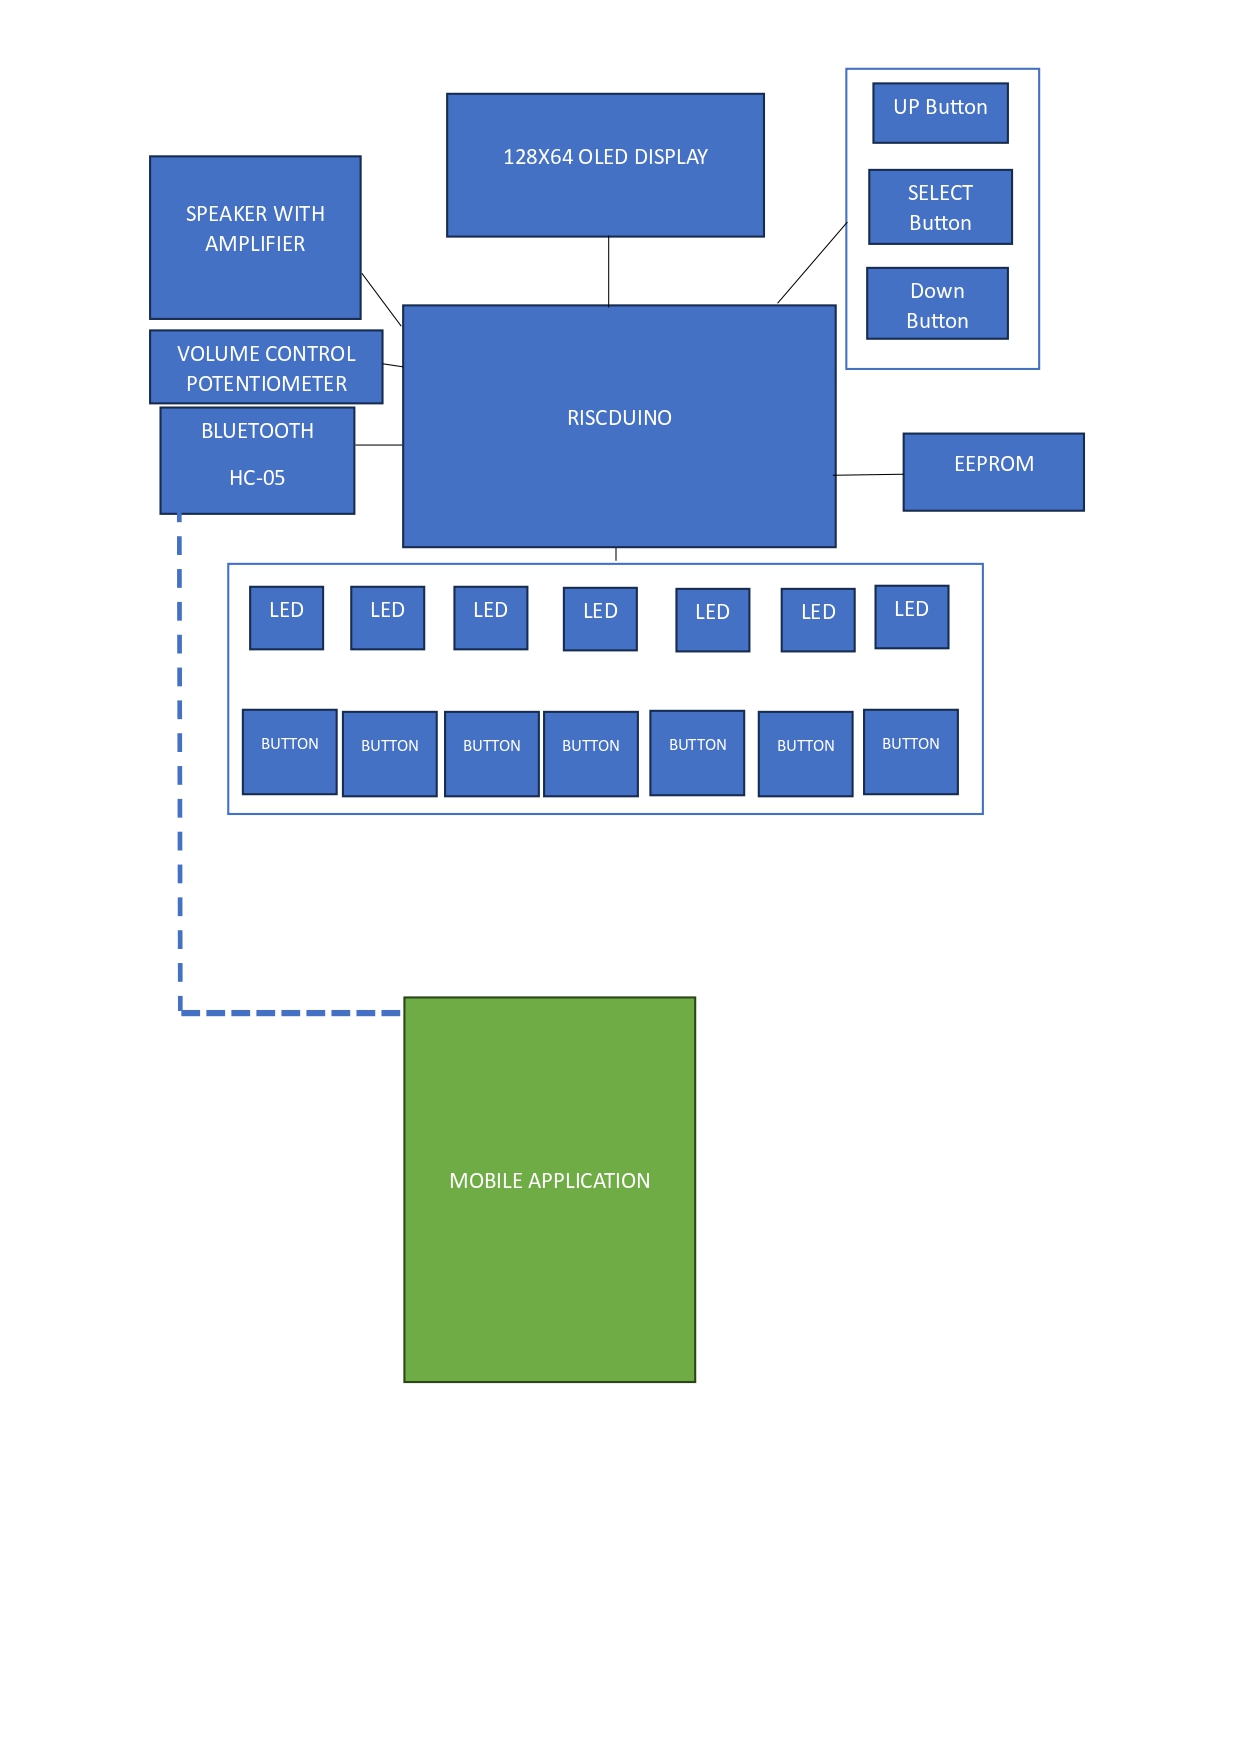 UP Button
128X64 OLED DISPLAY
SELECT
Button
SPEAKER WITH
AMPLIFIER
Down
Button
VOLUME CONTROL
POTENTIOMETER
RISCDUINO
BLUETOOTH
HC-05
EEPROM
LED
LED
LED
LED
LED
LED
LED
BUTTON
BUTTON
BUTTON
BUTTON
BUTTON
BUTTON
BUTTON
MOBILE APPLICATION